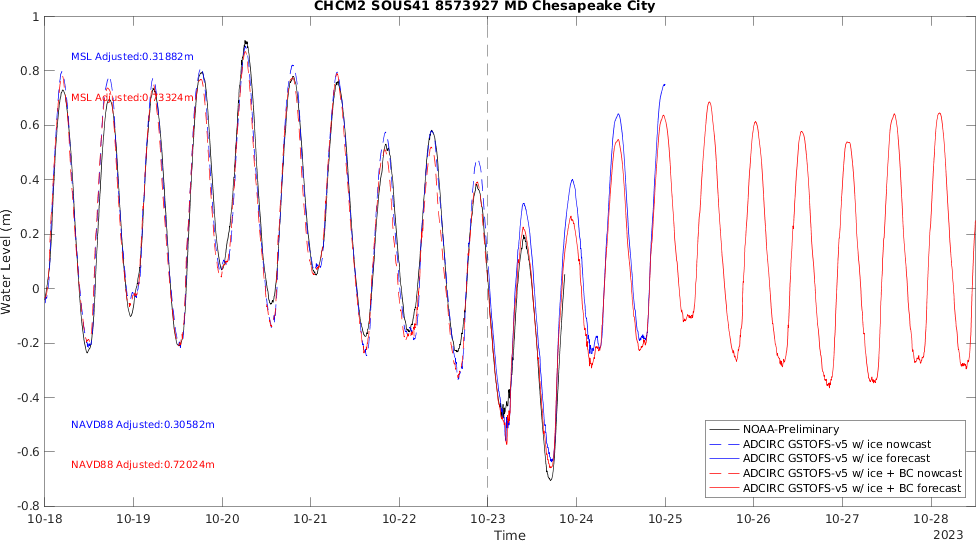 CHCM2 SOUS41 8573927 MD Chesapeake City
1
0.8
0.6
0.4
0.2
0
-0.2
-0.4
-0.6
-0.8
Water Level (m)
MSL Adjusted:0.31882m
MSL Adjusted:0.73324m
NAVD88 Adjusted:0.30582m
NAVD88 Adjusted:0.72024m
NOAA-Preliminary
ADCIRC GSTOFS-v5 w/ ice nowcast
ADCIRC GSTOFS-v5 w/ ice forecast
ADCIRC GSTOFS-v5 w/ ice + BC nowcast
ADCIRC GSTOFS-v5 w/ ice + BC forecast
10-18 10-19 10-20 10-21 10-22 10-23 10-24 10-25 10-26 10-27 10-28
2023
Time